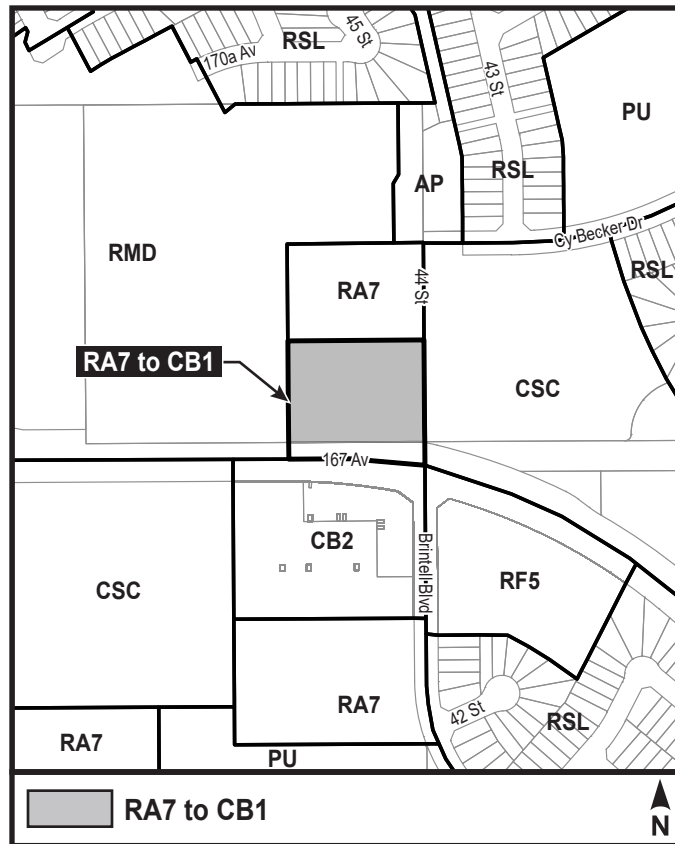 45 St
RSL
170a Av
43 St
PU
AP
RSL
Cy Becker Dr
RMD
RSL
RA7
44 St
RA7 to CB1
CSC
167 Av
CB2
Brintell Blvd
CSC
RF5
RA7
42 St
RSL
RA7
PU
RA7 to CB1
N